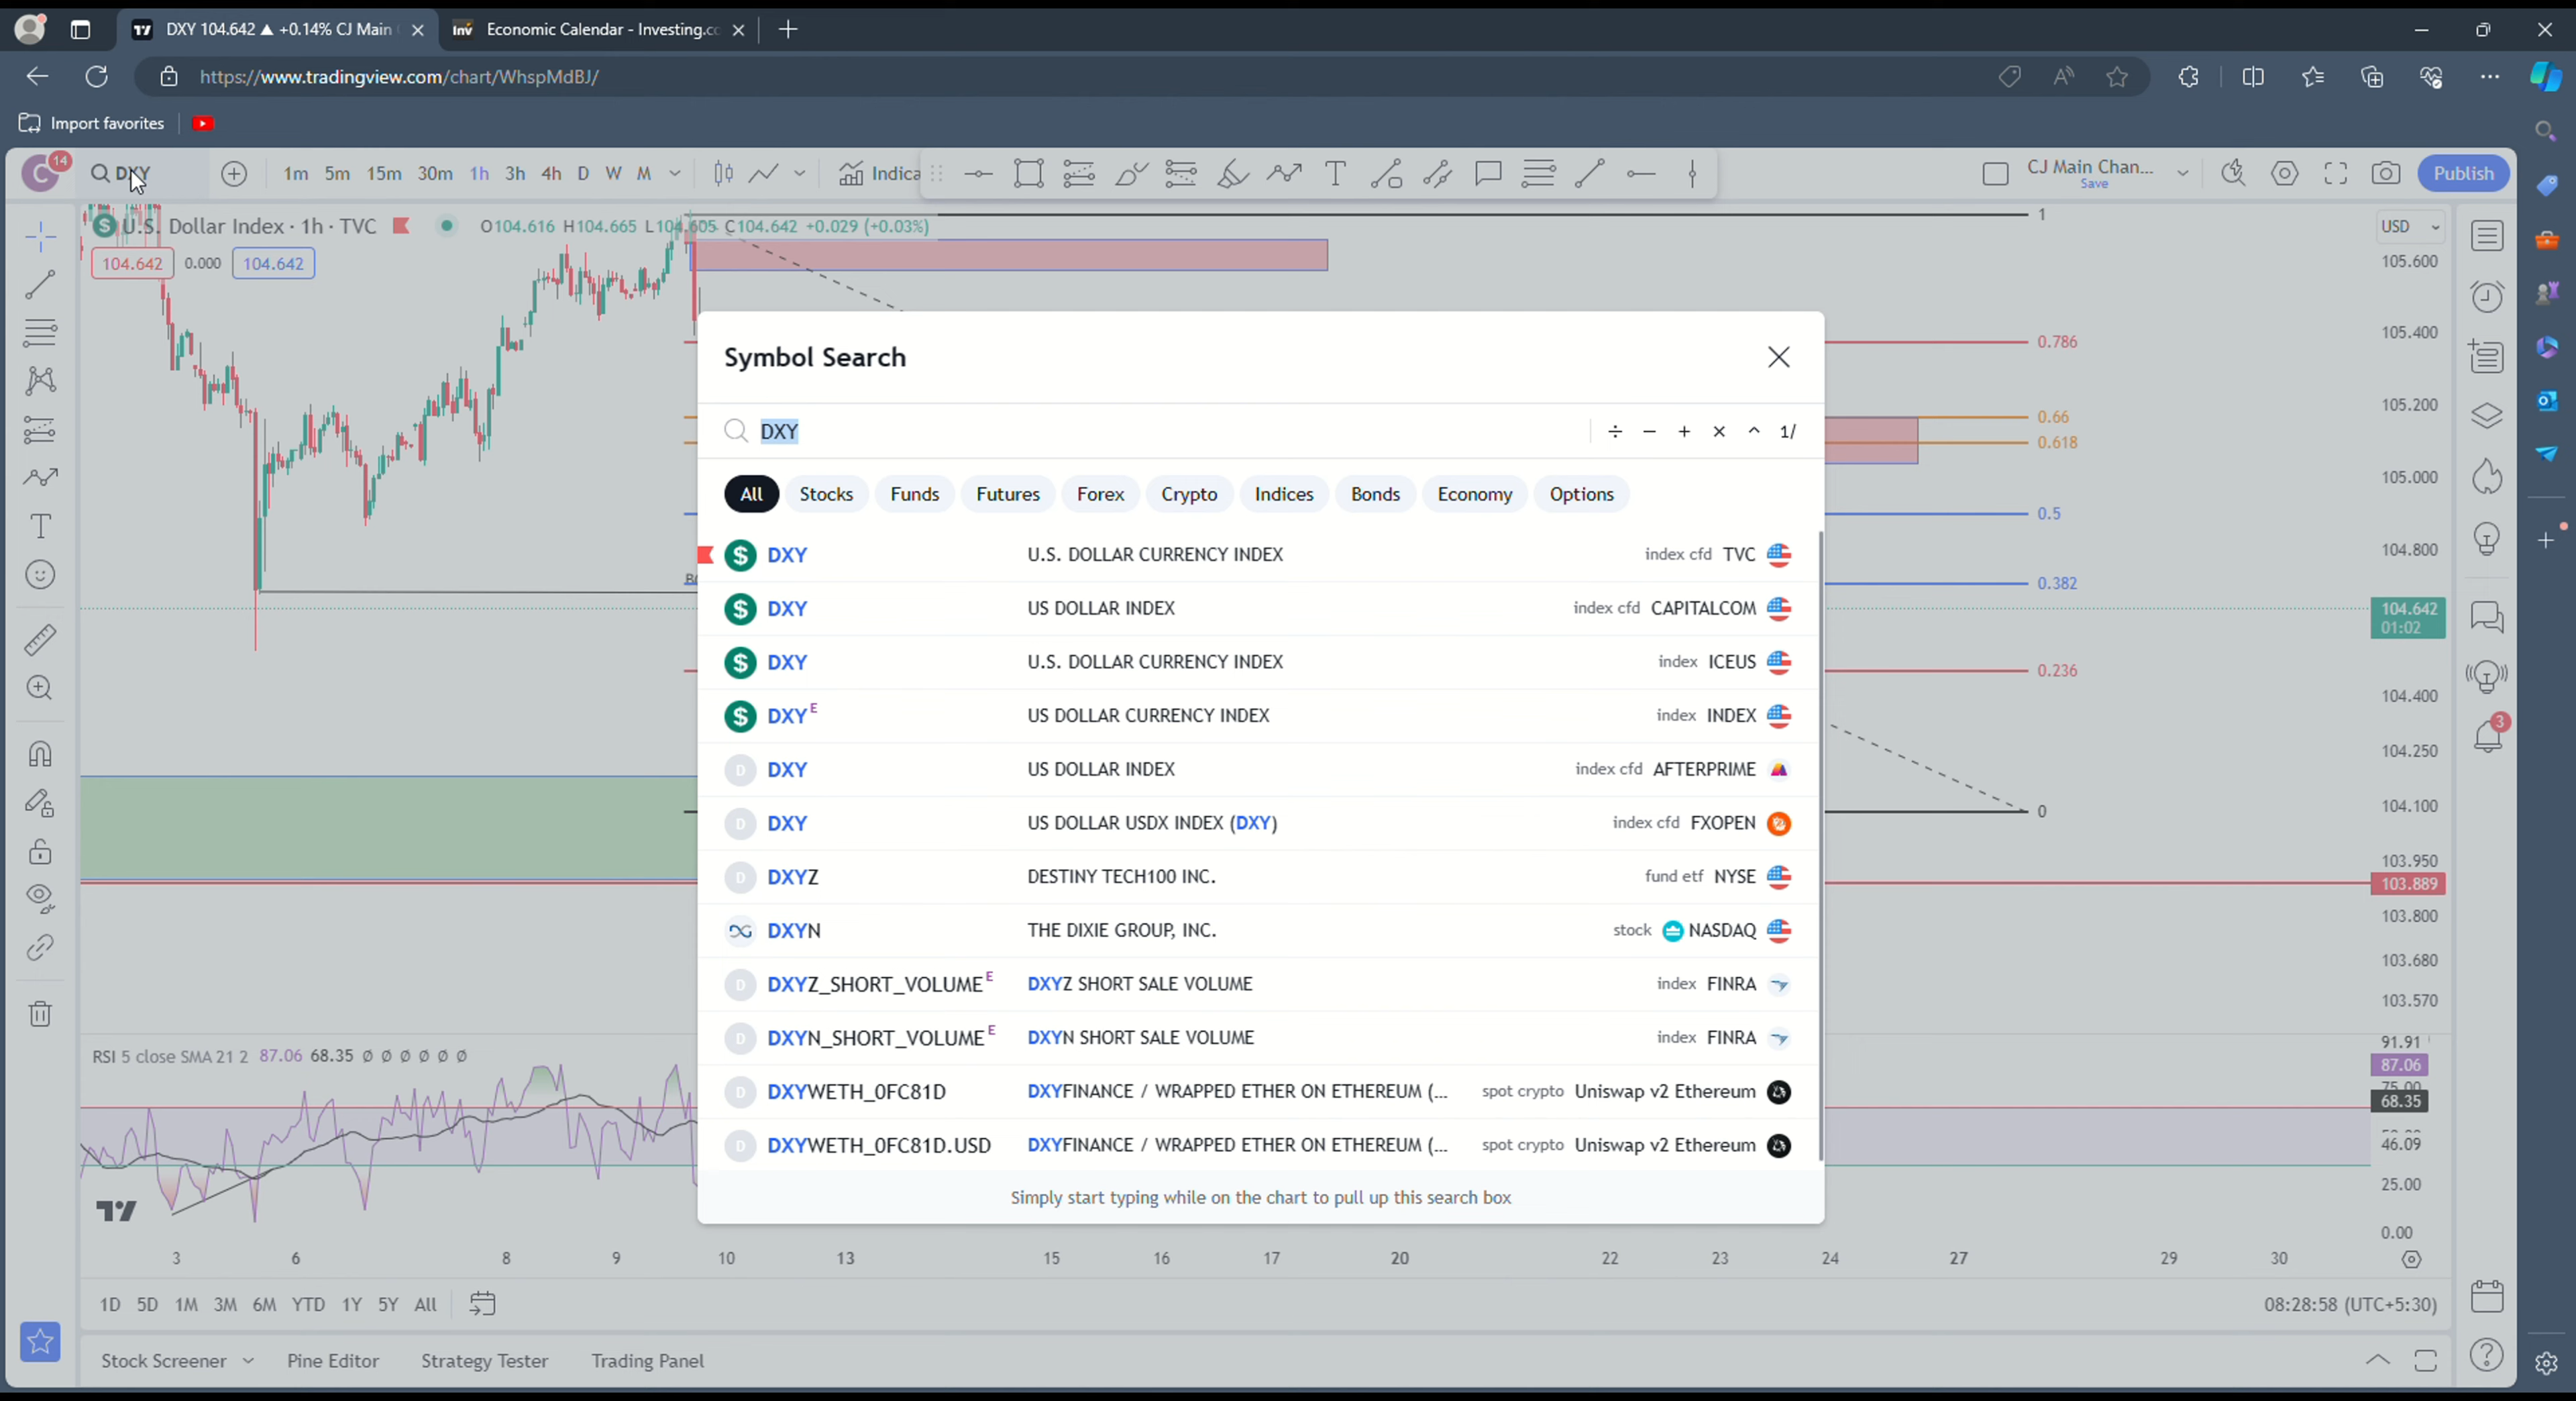 DXY 104.642 ▲ +0.14% CJ Main
Economic Calendar - Investing.co
https://www.tradingview.com/chart/WhspMdBJ/
Import favorites
C 14 DXY 1m 5m 15m 30m 1h 3h 4h D W M Indica T CJ Main Chan... Save Publish
U.S. Dollar Index · 1h · TVC O104.616 H104.665 L104.605 C104.642 +0.029 (+0.03%)
104.642 0.000 104.642
USD
1
105.600
105.400
0.786
105.200
0.66
0.618
105.000
0.5
104.800
0.382
104.642
01:02
0.236
104.400
104.250
104.100
0
103.950
103.889
103.800
103.680
103.570
3
Symbol Search
DXY ÷ − + × ^ 1/
All Stocks Funds Futures Forex Crypto Indices Bonds Economy Options
DXY U.S. DOLLAR CURRENCY INDEX index cfd TVC
DXY US DOLLAR INDEX index cfd CAPITALCOM
DXY U.S. DOLLAR CURRENCY INDEX index ICEUS
DXY E US DOLLAR CURRENCY INDEX index INDEX
D DXY US DOLLAR INDEX index cfd AFTERPRIME
D DXY US DOLLAR USDX INDEX (DXY) index cfd FXOPEN
D DXYZ DESTINY TECH100 INC. fund etf NYSE
DXYN THE DIXIE GROUP, INC. stock NASDAQ
D DXYZ_SHORT_VOLUME E DXYZ SHORT SALE VOLUME index FINRA
D DXYN_SHORT_VOLUME E DXYN SHORT SALE VOLUME index FINRA
D DXYWETH_0FC81D DXYFINANCE / WRAPPED ETHER ON ETHEREUM (... spot crypto Uniswap v2 Ethereum
D DXYWETH_0FC81D.USD DXYFINANCE / WRAPPED ETHER ON ETHEREUM (... spot crypto Uniswap v2 Ethereum
Simply start typing while on the chart to pull up this search box
RSI 5 close SMA 21 2 87.06 68.35 ∅ ∅ ∅ ∅ ∅ ∅
91.91
87.06
75.00
68.35
46.09
25.00
0.00
3 6 8 9 10 13 15 16 17 20 22 23 24 27 29 30
1D 5D 1M 3M 6M YTD 1Y 5Y All 08:28:58 (UTC+5:30)
Stock Screener Pine Editor Strategy Tester Trading Panel